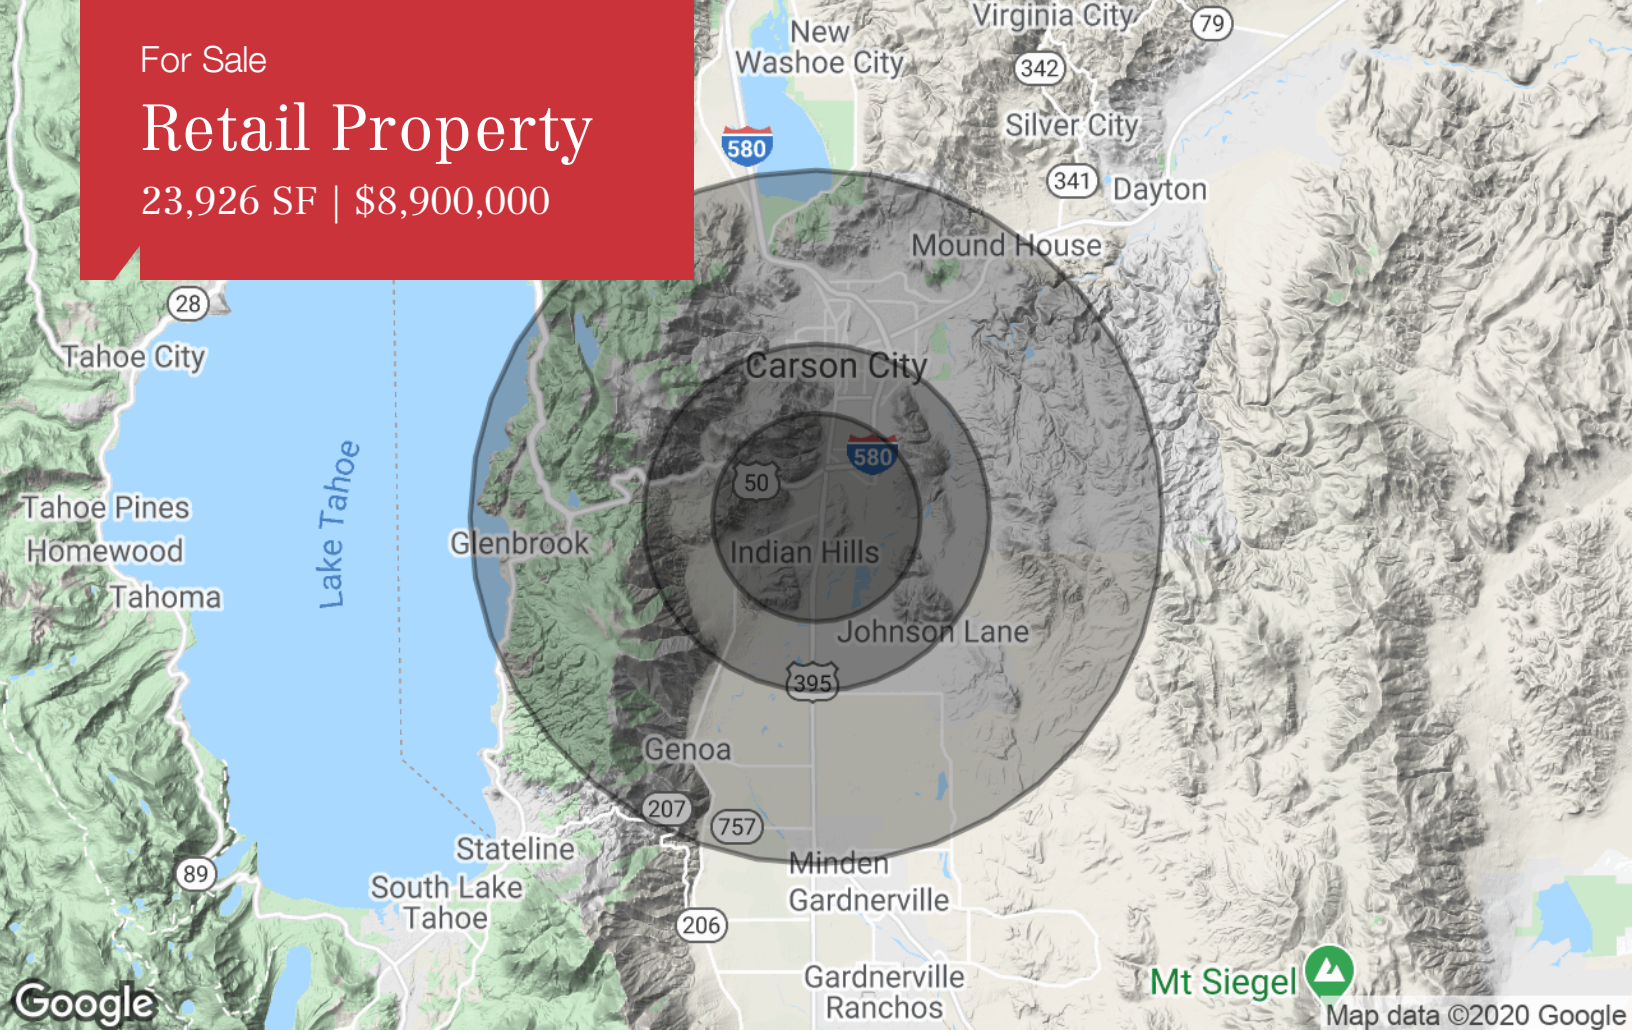 For Sale
Retail Property
23,926 SF | $8,900,000
New
Washoe City
Virginia City
79
342
580
Silver City
341
Dayton
Mound House
28
Tahoe City
Carson City
Lake Tahoe
580
50
Tahoe Pines
Homewood
Glenbrook
Indian Hills
Tahoma
Johnson Lane
395
Genoa
207
757
Stateline
Minden
89
South Lake
Tahoe
Gardnerville
206
Gardnerville
Ranchos
Mt Siegel
Google
Map data ©2020 Google